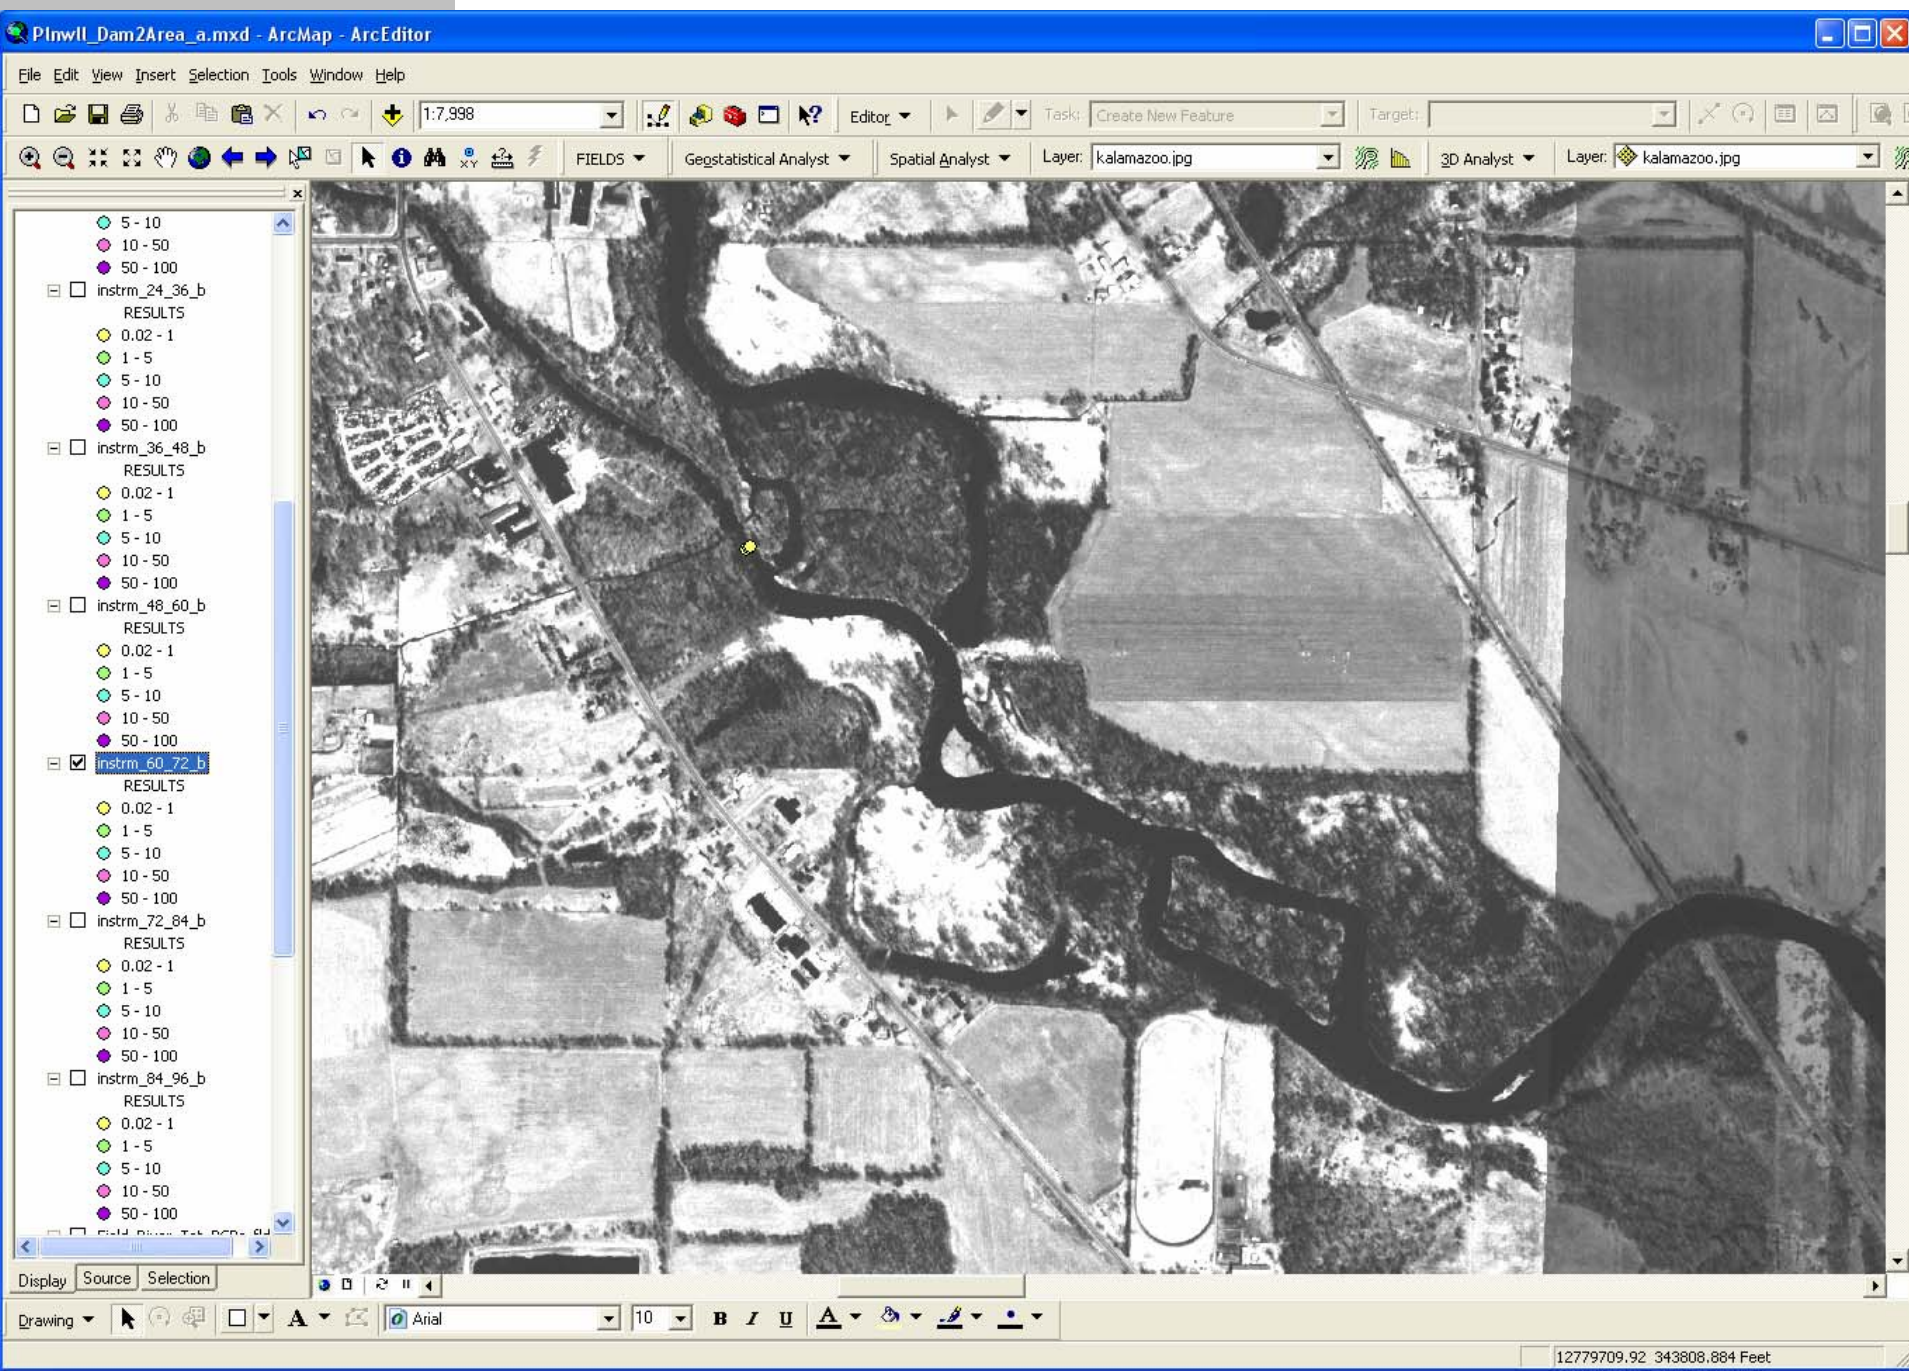 PInwll_Dam2Area_a.mxd - ArcMap - ArcEditor
File Edit View Insert Selection Tools Window Help
1:7,998 Editor Task: Create New Feature Target:
FIELDS Geostatistical Analyst Spatial Analyst Layer: kalamazoo.jpg 3D Analyst Layer: kalamazoo.jpg
5 - 10
10 - 50
50 - 100
instrm_24_36_b
RESULTS
0.02 - 1
1 - 5
5 - 10
10 - 50
50 - 100
instrm_36_48_b
RESULTS
0.02 - 1
1 - 5
5 - 10
10 - 50
50 - 100
instrm_48_60_b
RESULTS
0.02 - 1
1 - 5
5 - 10
10 - 50
50 - 100
instrm_60_72_b
RESULTS
0.02 - 1
1 - 5
5 - 10
10 - 50
50 - 100
instrm_72_84_b
RESULTS
0.02 - 1
1 - 5
5 - 10
10 - 50
50 - 100
instrm_84_96_b
RESULTS
0.02 - 1
1 - 5
5 - 10
10 - 50
50 - 100
Display Source Selection
Drawing A Arial 10 B I U A
12779709.92 343808.884 Feet